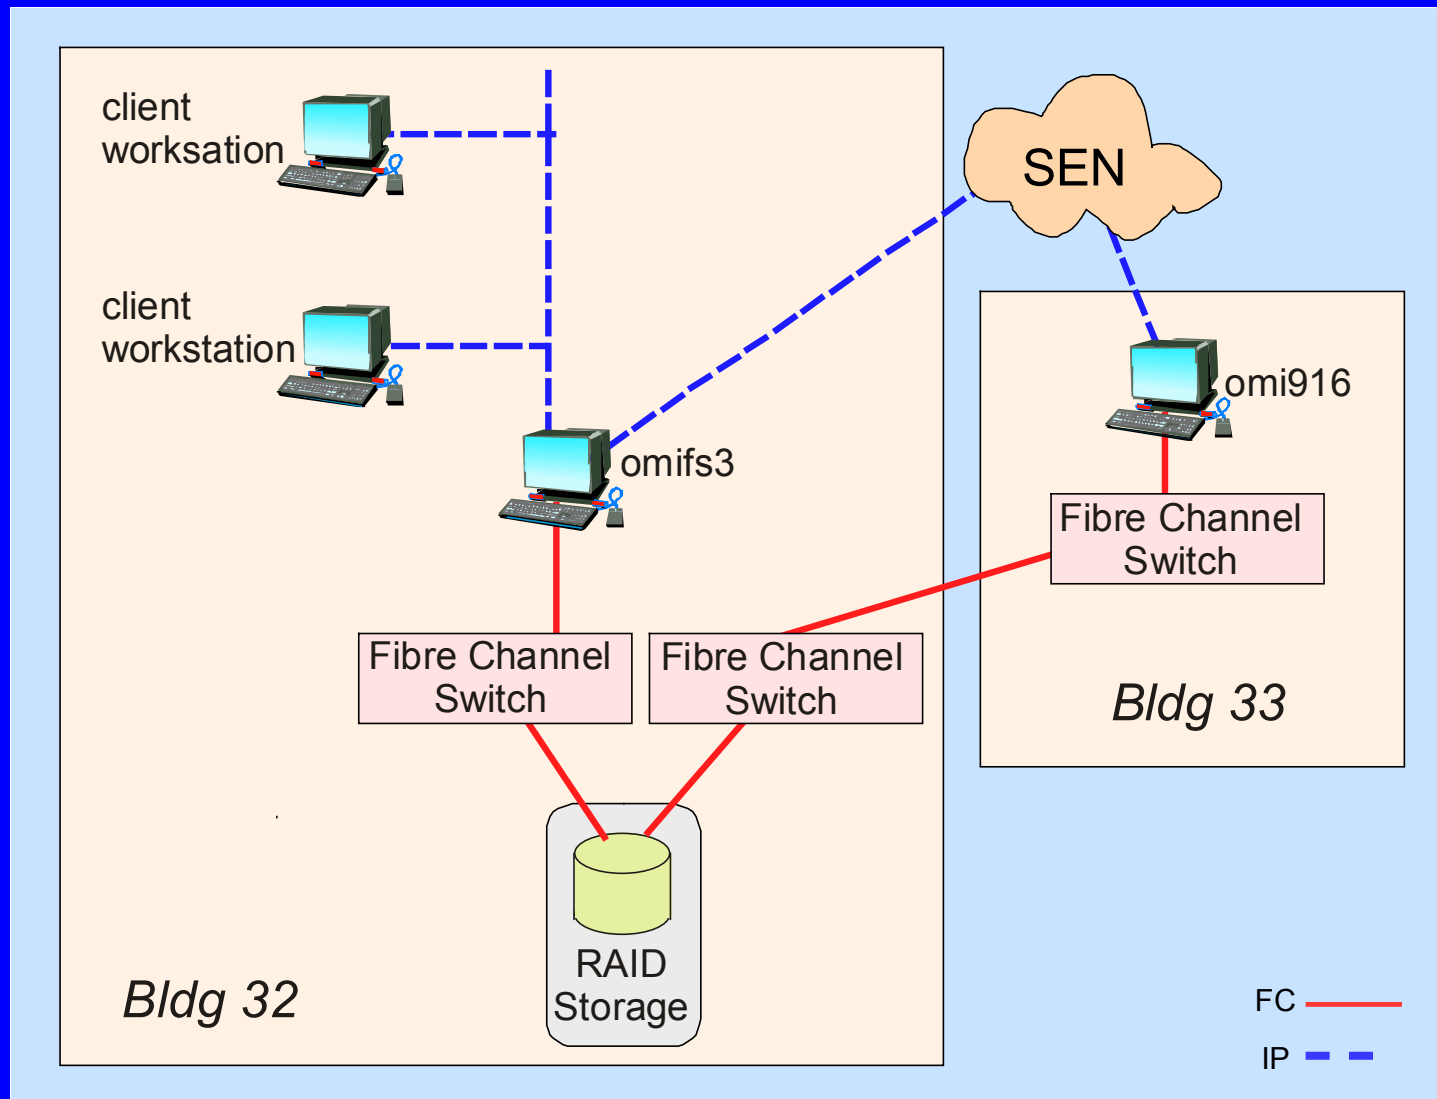 client
worksation
client
workstation
SEN
omi916
omifs3
Fibre Channel
Switch
Fibre Channel
Switch
Fibre Channel
Switch
Bldg 33
RAID
Storage
Bldg 32
FC
IP